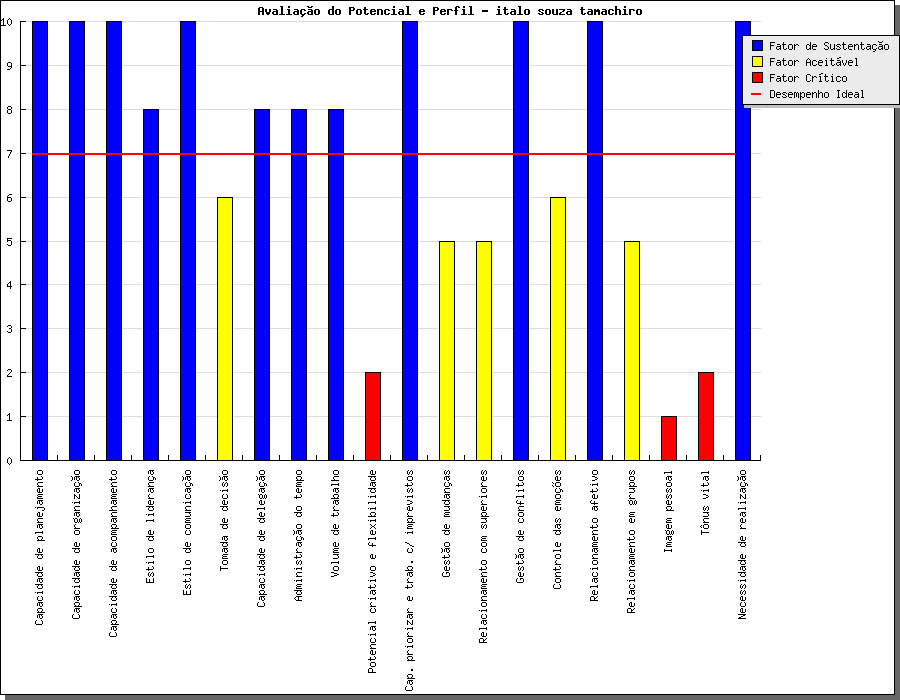 Avaliação do Potencial e Perfil - italo souza tamachiro
10
9
8
7
6
5
4
3
2
1
0
Fator de Sustentação
Fator Aceitável
Fator Crítico
Desempenho Ideal
Capacidade de planejamento
Capacidade de organização
Capacidade de acompanhamento
Estilo de liderança
Estilo de comunicação
Tomada de decisão
Capacidade de delegação
Administração do tempo
Volume de trabalho
Potencial criativo e flexibilidade
Cap. priorizar e trab. c/ imprevistos
Gestão de mudanças
Relacionamento com superiores
Gestão de conflitos
Controle das emoções
Relacionamento afetivo
Relacionamento em grupos
Imagem pessoal
Tônus vital
Necessidade de realização